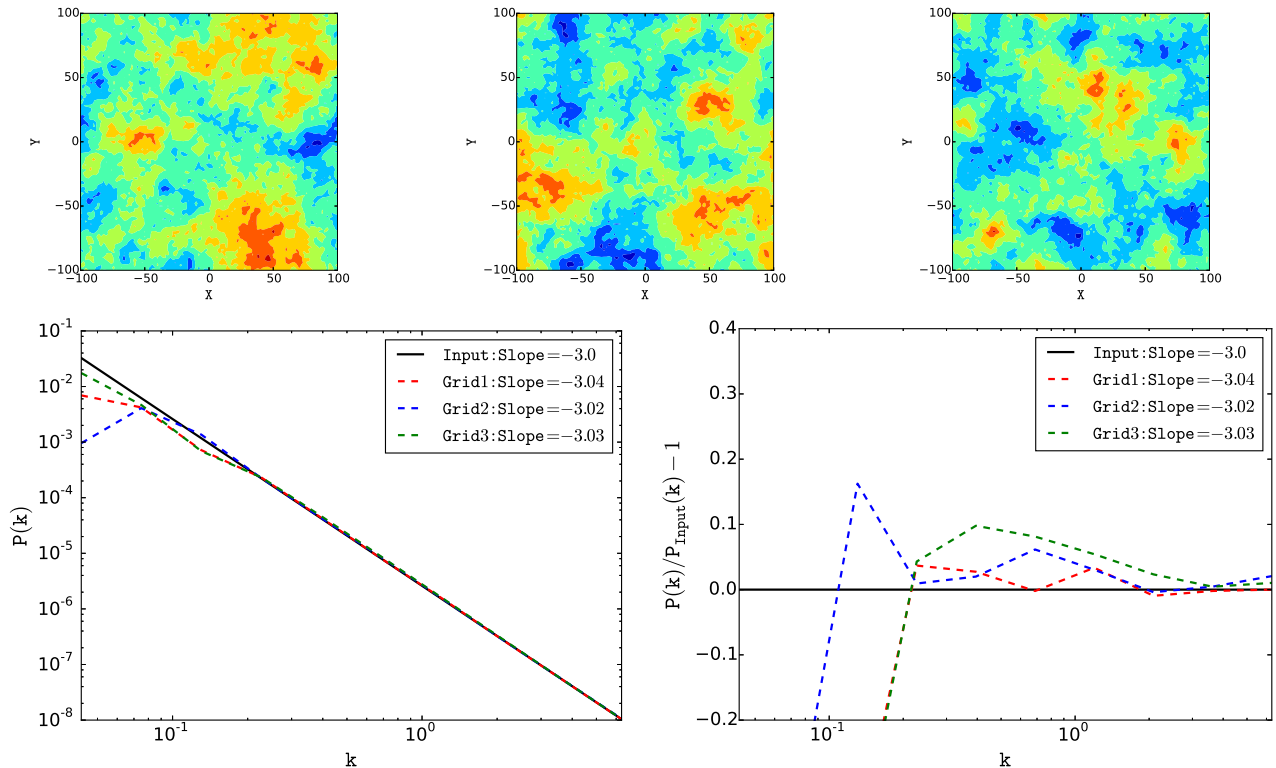 100
50
0
−50
−100
Y
−100
−50
0
50
100
X
100
50
0
−50
−100
Y
−100
−50
0
50
100
X
100
50
0
−50
−100
Y
−100
−50
0
50
100
X
10^-1
10^-2
10^-3
10^-4
10^-5
10^-6
10^-7
10^-8
P(k)
Input:Slope=−3.0
Grid1:Slope=−3.04
Grid2:Slope=−3.02
Grid3:Slope=−3.03
10^-1
10^0
k
0.4
0.3
0.2
0.1
0.0
−0.1
−0.2
P(k)/P_Input(k)−1
Input:Slope=−3.0
Grid1:Slope=−3.04
Grid2:Slope=−3.02
Grid3:Slope=−3.03
10^-1
10^0
k